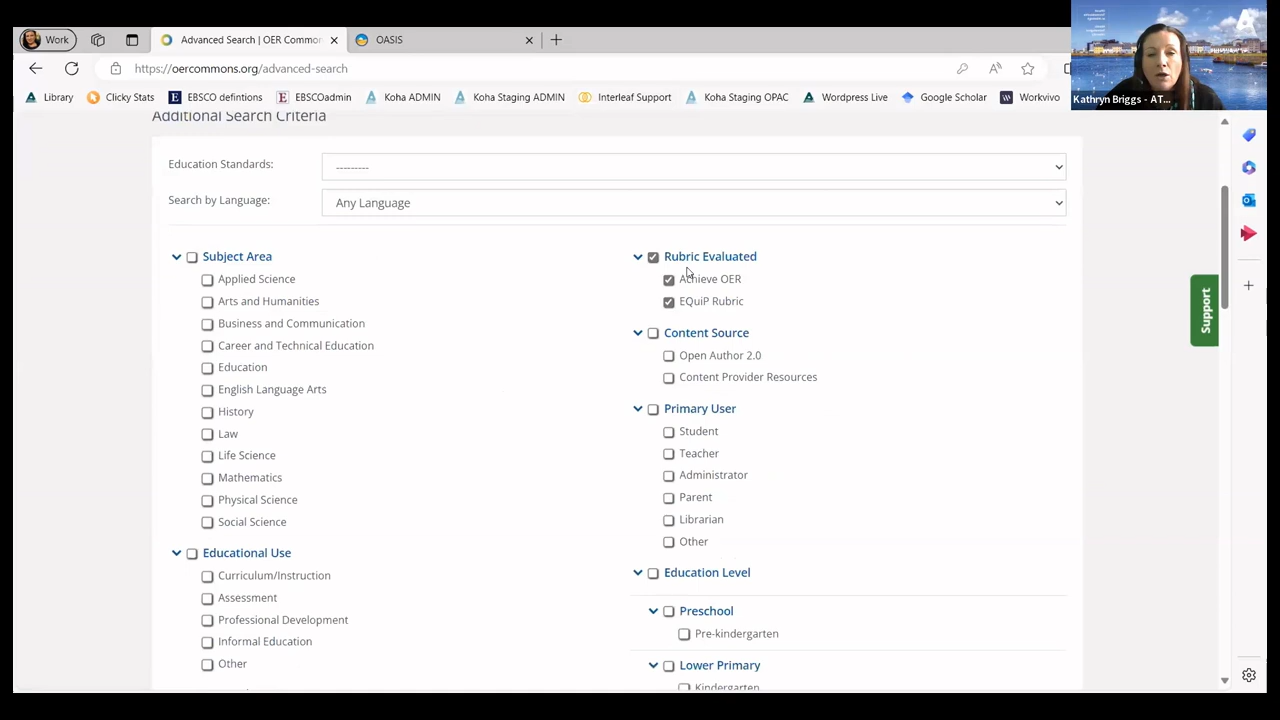 Work
Advanced Search | OER Common
OASIS
https://oercommons.org/advanced-search
Library
Clicky Stats
EBSCO defintions
EBSCOadmin
Koha ADMIN
Koha Staging ADMIN
Interleaf Support
Koha Staging OPAC
Wordpress Live
Google Scholar
Workvivo
Kathryn Briggs - AT...
Additional Search Criteria
Education Standards:
---------
Search by Language:
Any Language
Subject Area
Applied Science
Arts and Humanities
Business and Communication
Career and Technical Education
Education
English Language Arts
History
Law
Life Science
Mathematics
Physical Science
Social Science
Educational Use
Curriculum/Instruction
Assessment
Professional Development
Informal Education
Other
Rubric Evaluated
Achieve OER
EQuiP Rubric
Content Source
Open Author 2.0
Content Provider Resources
Primary User
Student
Teacher
Administrator
Parent
Librarian
Other
Education Level
Preschool
Pre-kindergarten
Lower Primary
Kindergarten
Support